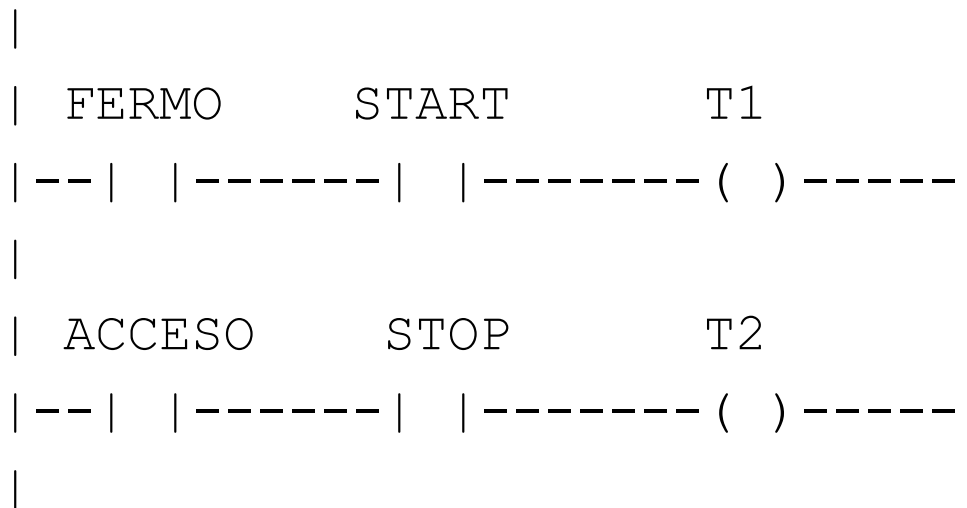 |
| FERMO    START      T1
|--| |------| |-------( )-----
|
| ACCESO    STOP      T2
|--| |------| |-------( )-----
|